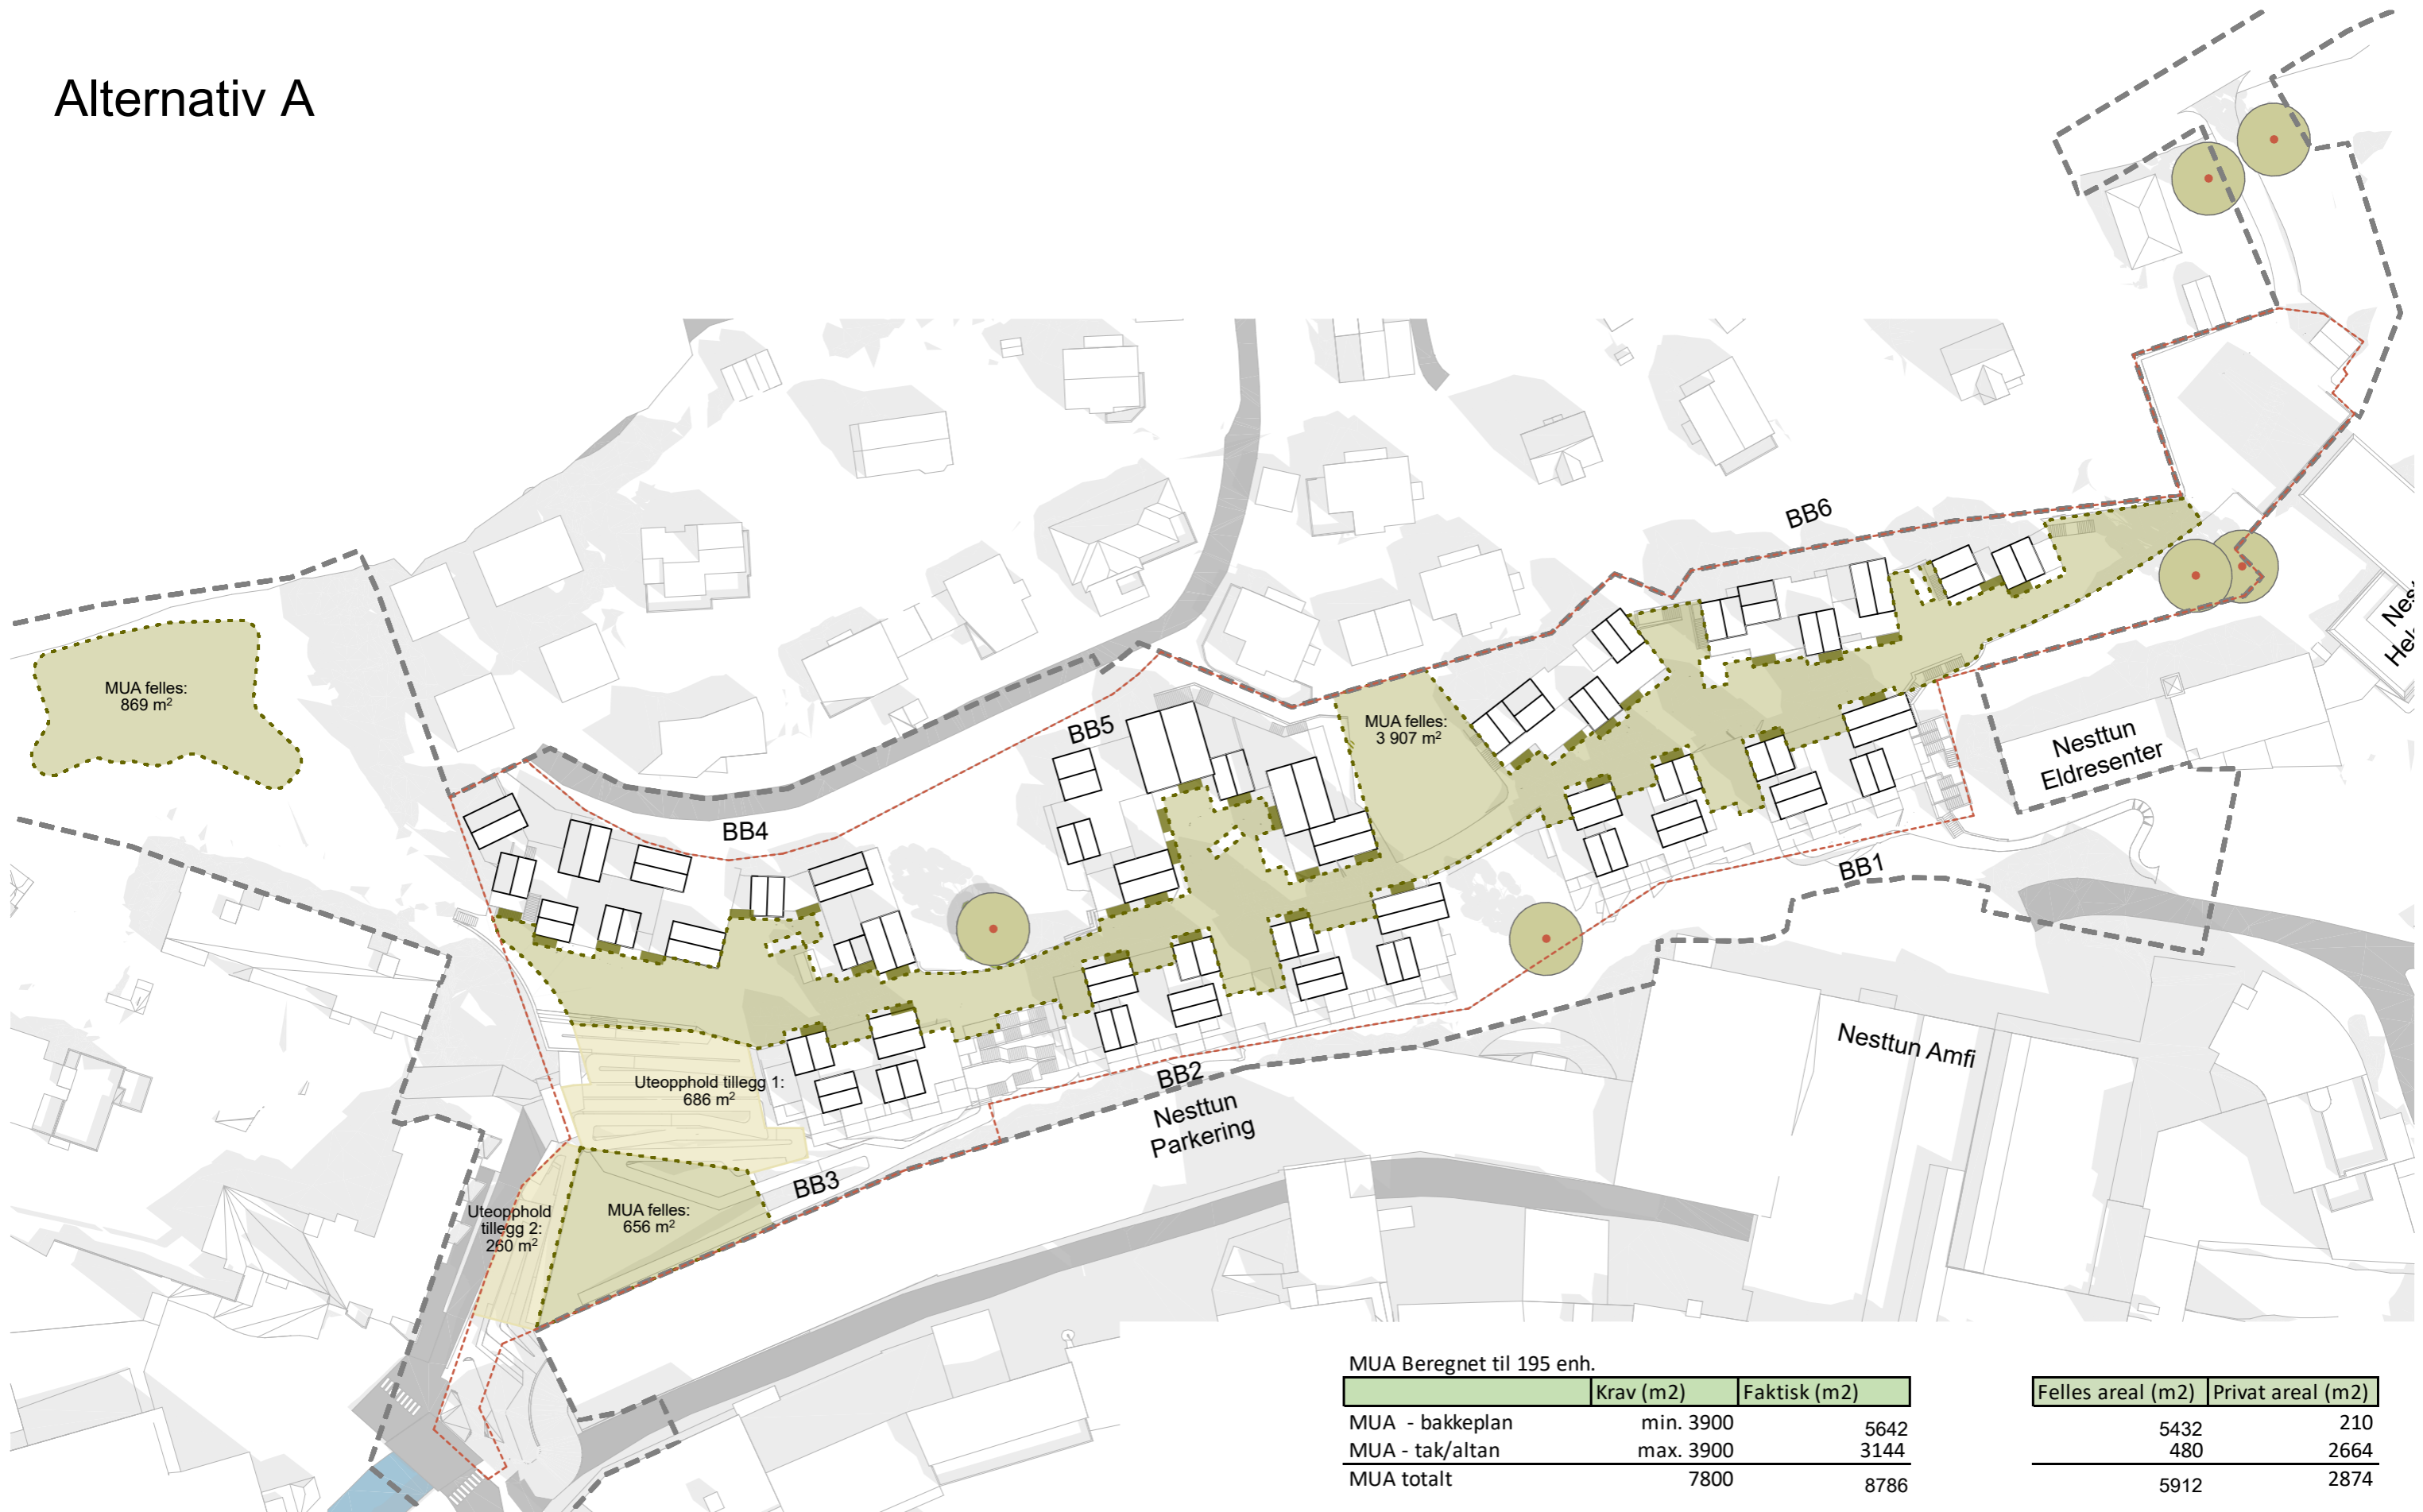 Alternativ A
BB6
MUA felles:
869 m²
BB5
MUA felles:
3 907 m²
Nesttun
Eldresenter
BB4
BB1
Nesttun Amfi
Uteopphold tillegg 1:
686 m²
BB2
Nesttun
Parkering
BB3
Uteopphold
tillegg 2:
260 m²
MUA felles:
656 m²
MUA Beregnet til 195 enh.
Krav (m2) Faktisk (m2) Felles areal (m2) Privat areal (m2)
MUA - bakkeplan min. 3900 5642 5432 210
MUA - tak/altan max. 3900 3144 480 2664
MUA totalt 7800 8786 5912 2874